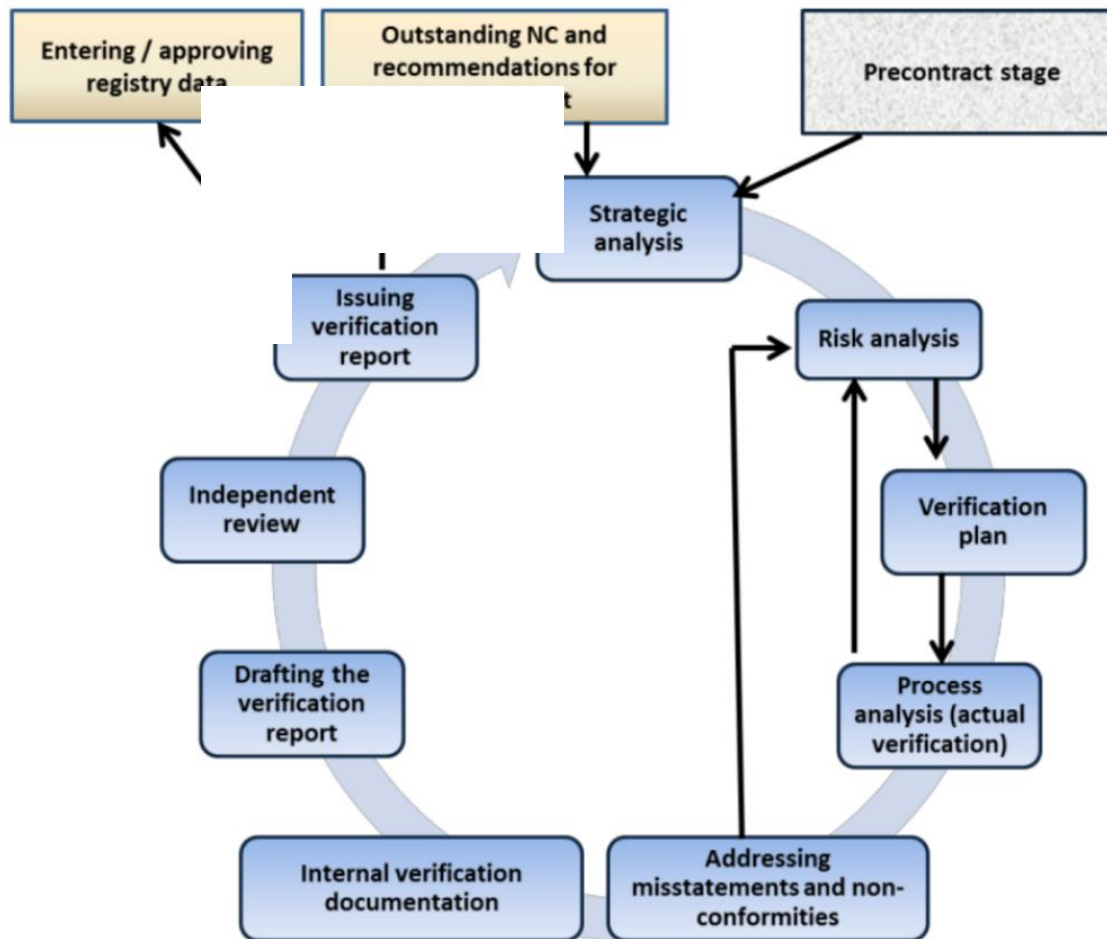 Entering / approving
registry data
Outstanding NC and
recommendations for
Precontract stage
Strategic
analysis
Issuing
verification
report
Risk analysis
Independent
review
Verification
plan
Drafting the
verification
report
Process
analysis (actual
verification)
Internal verification
documentation
Addressing
misstatements and non-
conformities